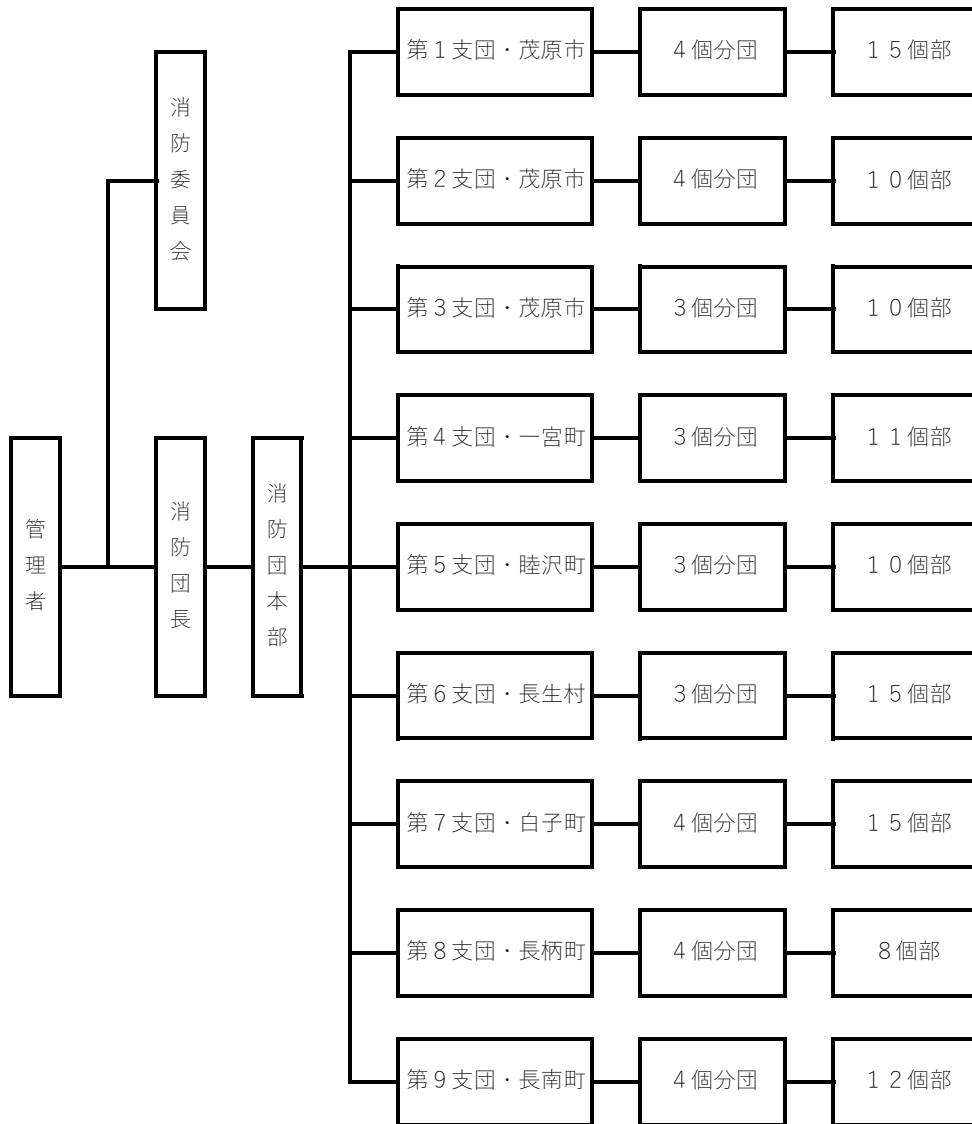 管理者
消防委員会
消防団長
消防団本部
第１支団・茂原市　４個分団　１５個部
第２支団・茂原市　４個分団　１０個部
第３支団・茂原市　３個分団　１０個部
第４支団・一宮町　３個分団　１１個部
第５支団・睦沢町　３個分団　１０個部
第６支団・長生村　３個分団　１５個部
第７支団・白子町　４個分団　１５個部
第８支団・長柄町　４個分団　８個部
第９支団・長南町　４個分団　１２個部